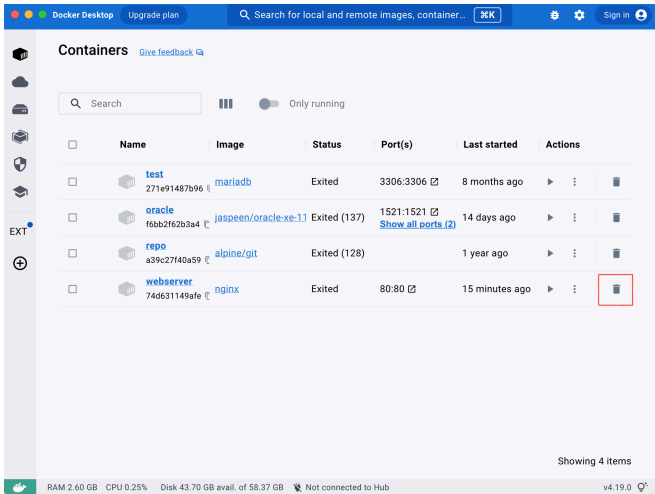 Docker Desktop Upgrade plan Search for local and remote images, container... ⌘K Sign in
Containers Give feedback
Search Only running
Name Image Status Port(s) Last started Actions
test
271e91487b96 mariadb Exited 3306:3306 8 months ago
oracle
f6bb2f62b3a4 jaspeen/oracle-xe-11 Exited (137) 1521:1521 14 days ago
Show all ports (2)
repo
a39c27f40a59 alpine/git Exited (128) 1 year ago
webserver
74d631149afe nginx Exited 80:80 15 minutes ago
EXT
Showing 4 items
RAM 2.60 GB CPU 0.25% Disk 43.70 GB avail. of 58.37 GB Not connected to Hub v4.19.0